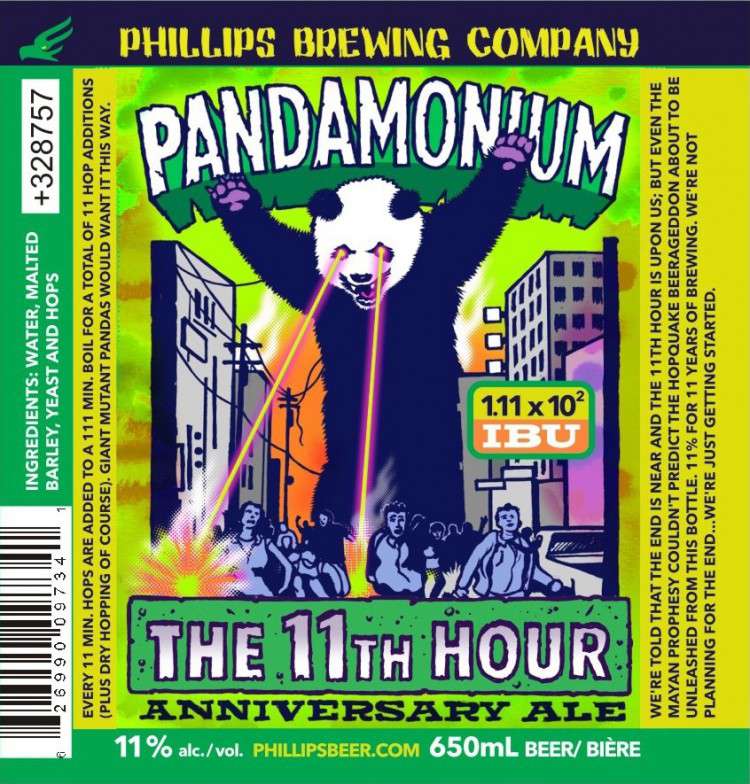 PHILLIPS BREWING COMPANY
+328757
INGREDIENTS: WATER, MALTED
BARLEY, YEAST AND HOPS
EVERY 11 MIN. HOPS ARE ADDED TO A 111 MIN. BOIL FOR A TOTAL OF 11 HOP ADDITIONS
(PLUS DRY HOPPING OF COURSE). GIANT MUTANT PANDAS WOULD WANT IT THIS WAY.
PANDAMONIUM
1.11 x 10²
IBU
THE 11TH HOUR
ANNIVERSARY ALE
WE'RE TOLD THAT THE END IS NEAR AND THE 11TH HOUR IS UPON US; BUT EVEN THE
MAYAN PROPHESY COULDN'T PREDICT THE HOPQUAKE BEERAGEDDON ABOUT TO BE
UNLEASHED FROM THIS BOTTLE. 11% FOR 11 YEARS OF BREWING. WE'RE NOT
PLANNING FOR THE END...WE'RE JUST GETTING STARTED.
6 26990 09734 1
11% alc./vol. PHILLIPSBEER.COM 650mL BEER/ BIÈRE